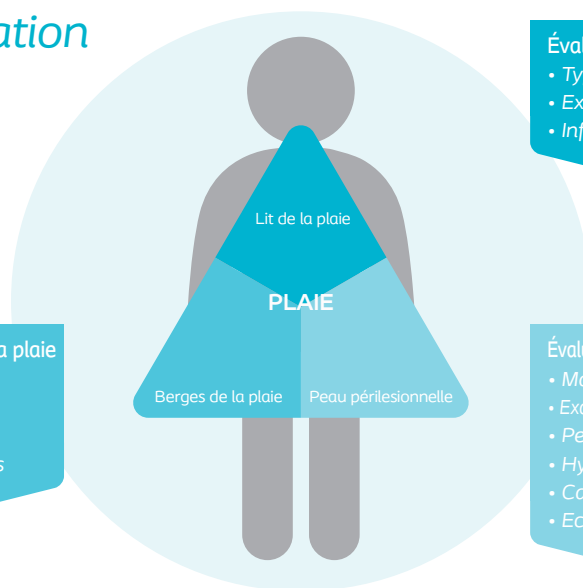 ation
Éval
• Ty
• Ex
• Inf
Lit de la plaie
PLAIE
a plaie
Berges de la plaie
Peau périlesionnelle
s
Éval
• Ma
• Exc
• Pe
• Hy
• Ca
• Ec